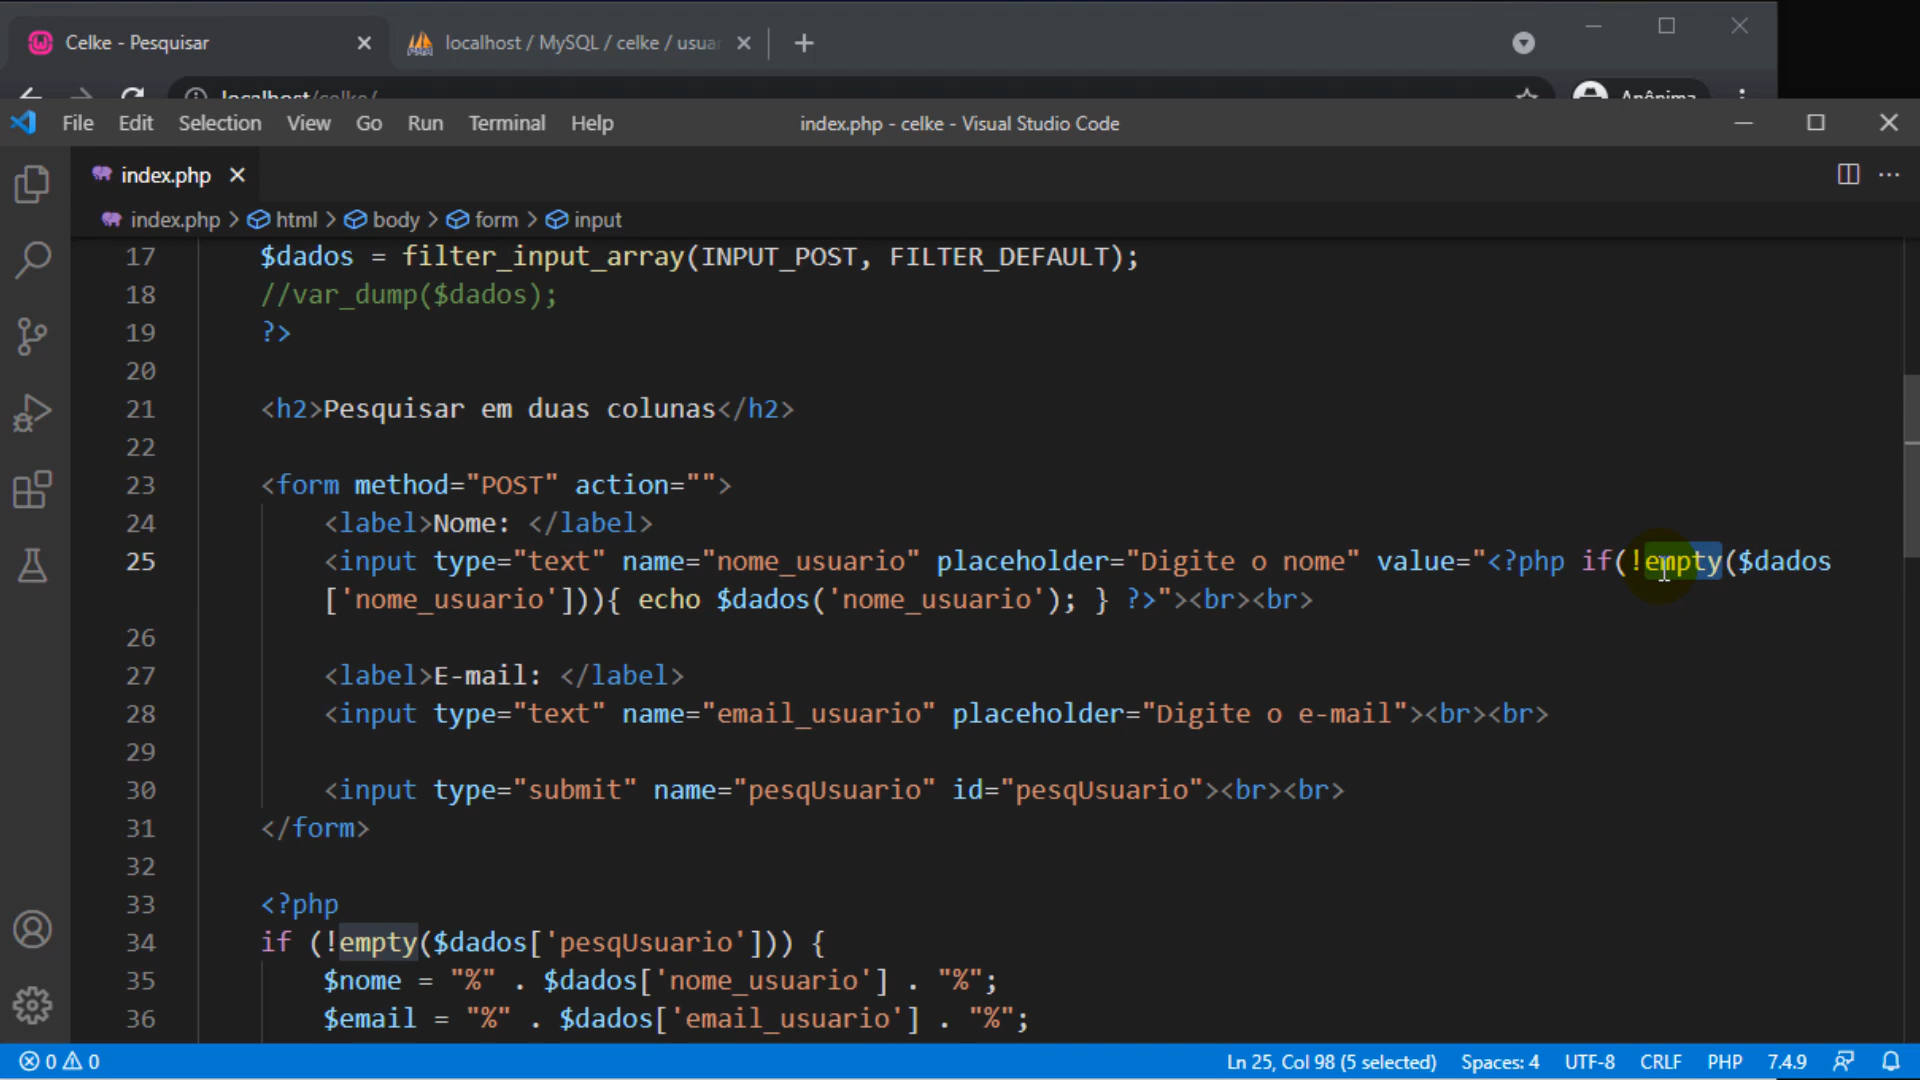 Celke - Pesquisar
localhost / MySQL / celke / usuar
localhost/celke/
Anônima
File Edit Selection View Go Run Terminal Help
index.php - celke - Visual Studio Code
index.php
index.php > html > body > form > input
17 $dados = filter_input_array(INPUT_POST, FILTER_DEFAULT);
18 //var_dump($dados);
19 ?>
20
21 <h2>Pesquisar em duas colunas</h2>
22
23 <form method="POST" action="">
24 <label>Nome: </label>
25 <input type="text" name="nome_usuario" placeholder="Digite o nome" value="<?php if(!empty($dados
['nome_usuario'])){ echo $dados('nome_usuario'); } ?>"><br><br>
26
27 <label>E-mail: </label>
28 <input type="text" name="email_usuario" placeholder="Digite o e-mail"><br><br>
29
30 <input type="submit" name="pesqUsuario" id="pesqUsuario"><br><br>
31 </form>
32
33 <?php
34 if (!empty($dados['pesqUsuario'])) {
35 $nome = "%" . $dados['nome_usuario'] . "%";
36 $email = "%" . $dados['email_usuario'] . "%";
0 0 Ln 25, Col 98 (5 selected) Spaces: 4 UTF-8 CRLF PHP 7.4.9